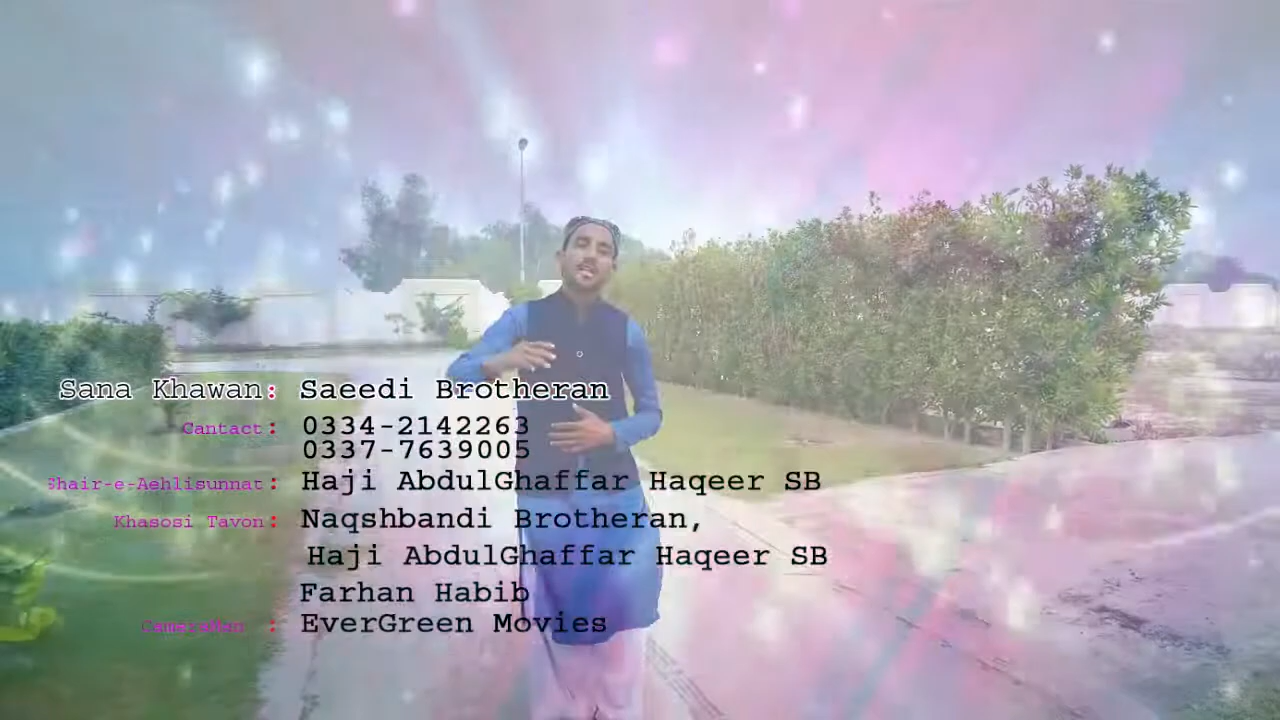 Sana Khawan: Saeedi Brotheran
Cantact: 0334-2142263
0337-7639005
Shair-e-Aehlisunnat: Haji AbdulGhaffar Haqeer SB
Khasosi Tavon: Naqshbandi Brotheran,
Haji AbdulGhaffar Haqeer SB
Farhan Habib
CameraMan : EverGreen Movies